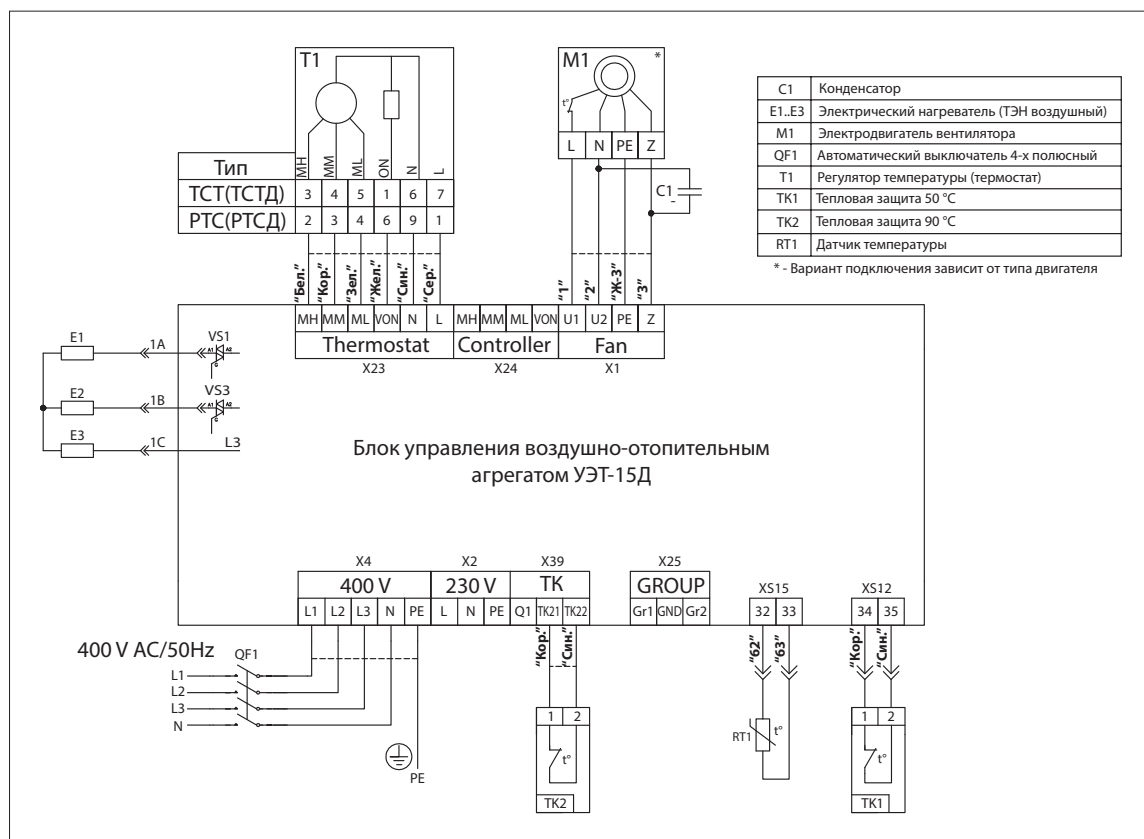 T1
MH
MM
ML
ON
N
L
Тип
ТСТ(ТСТД)
3 4 5 1 6 7
РТС(РТСД)
2 3 4 6 9 1
"Бел."
"Кор."
"Зел."
"Жел."
"Син."
"Сер."
M1
*
t°
L N PE Z
C1
"1"
"2"
"Ж-З"
"3"
C1 Конденсатор
E1..E3 Электрический нагреватель (ТЭН воздушный)
M1 Электродвигатель вентилятора
QF1 Автоматический выключатель 4-х полюсный
T1 Регулятор температуры (термостат)
TK1 Тепловая защита 50 °C
TK2 Тепловая защита 90 °C
RT1 Датчик температуры
* - Вариант подключения зависит от типа двигателя
MH MM ML VON N L
Thermostat
X23
MH MM ML VON
Controller
X24
U1 U2 PE Z
Fan
X1
E1
1A
VS1
A1 A2
G
E2
1B
VS3
A1 A2
G
E3
1C
L3
Блок управления воздушно-отопительным
агрегатом УЭТ-15Д
X4
400 V
L1 L2 L3 N PE
X2
230 V
L N PE
X39
TK
Q1 TK21 TK22
X25
GROUP
Gr1 GND Gr2
XS15
32 33
XS12
34 35
400 V AC/50Hz
QF1
L1
L2
L3
N
PE
"Кор."
"Син."
1 2
t°
TK2
"62"
"63"
RT1
t°
"Кор."
"Син."
1 2
t°
TK1